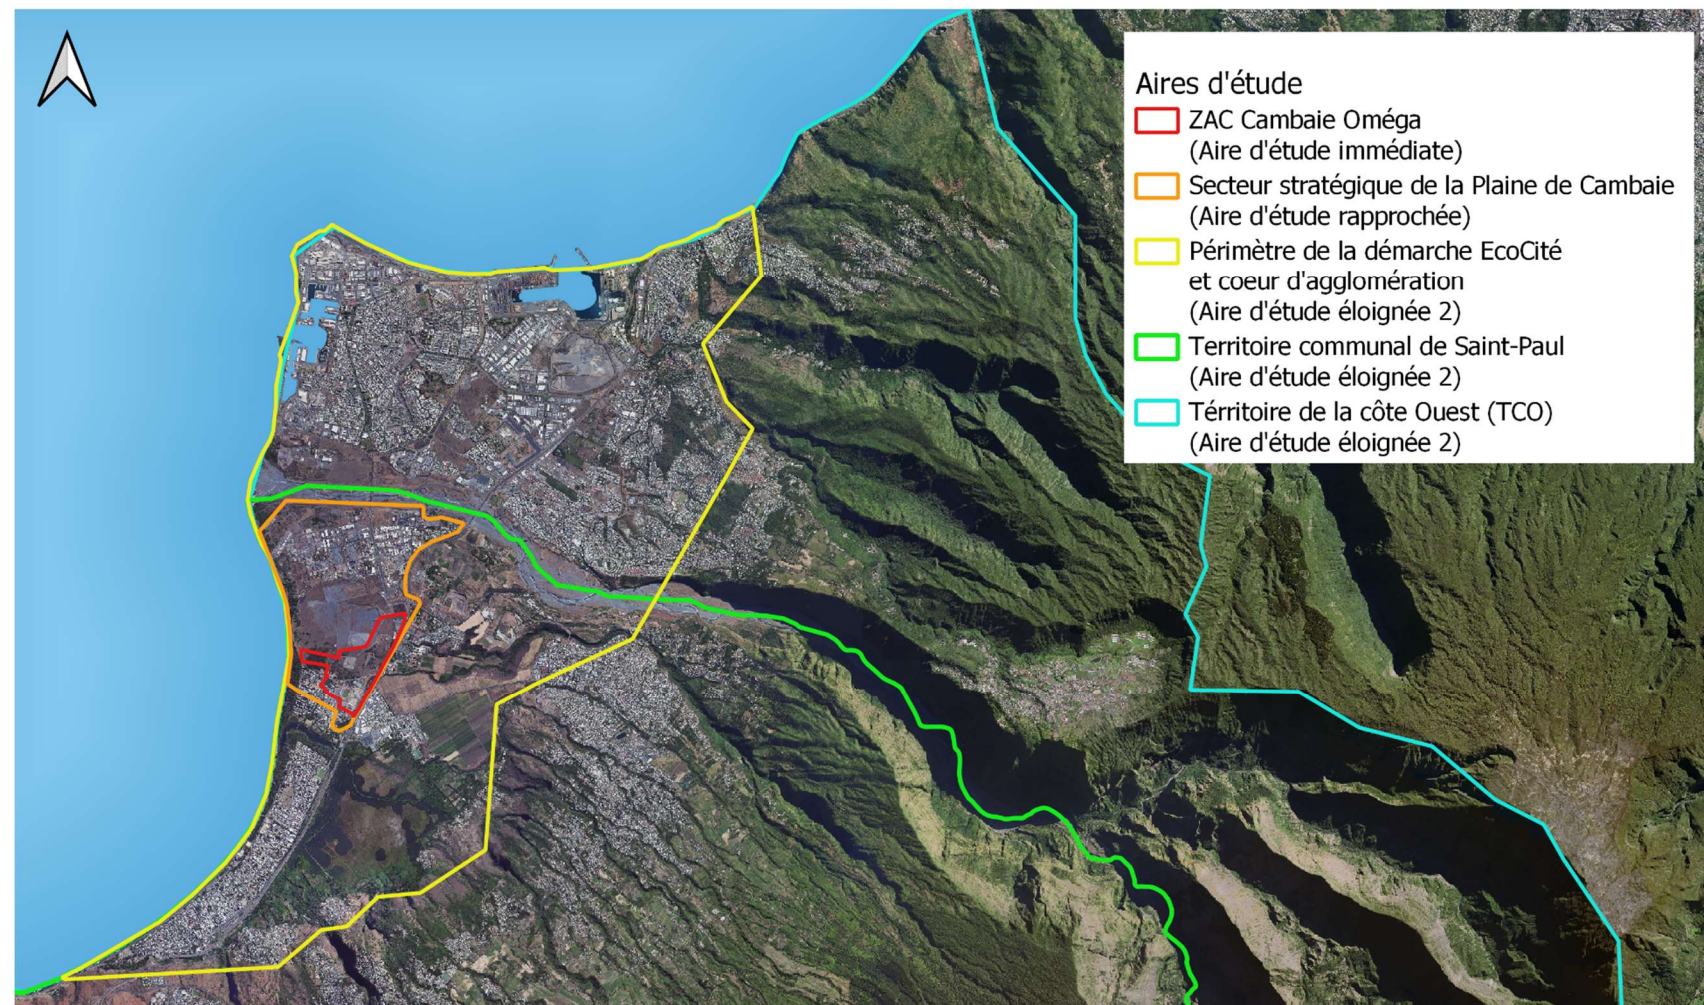 Aires d'étude
ZAC Cambaie Oméga
(Aire d'étude immédiate)
Secteur stratégique de la Plaine de Cambaie
(Aire d'étude rapprochée)
Périmètre de la démarche EcoCité
et coeur d'agglomération
(Aire d'étude éloignée 2)
Territoire communal de Saint-Paul
(Aire d'étude éloignée 2)
Térritoire de la côte Ouest (TCO)
(Aire d'étude éloignée 2)